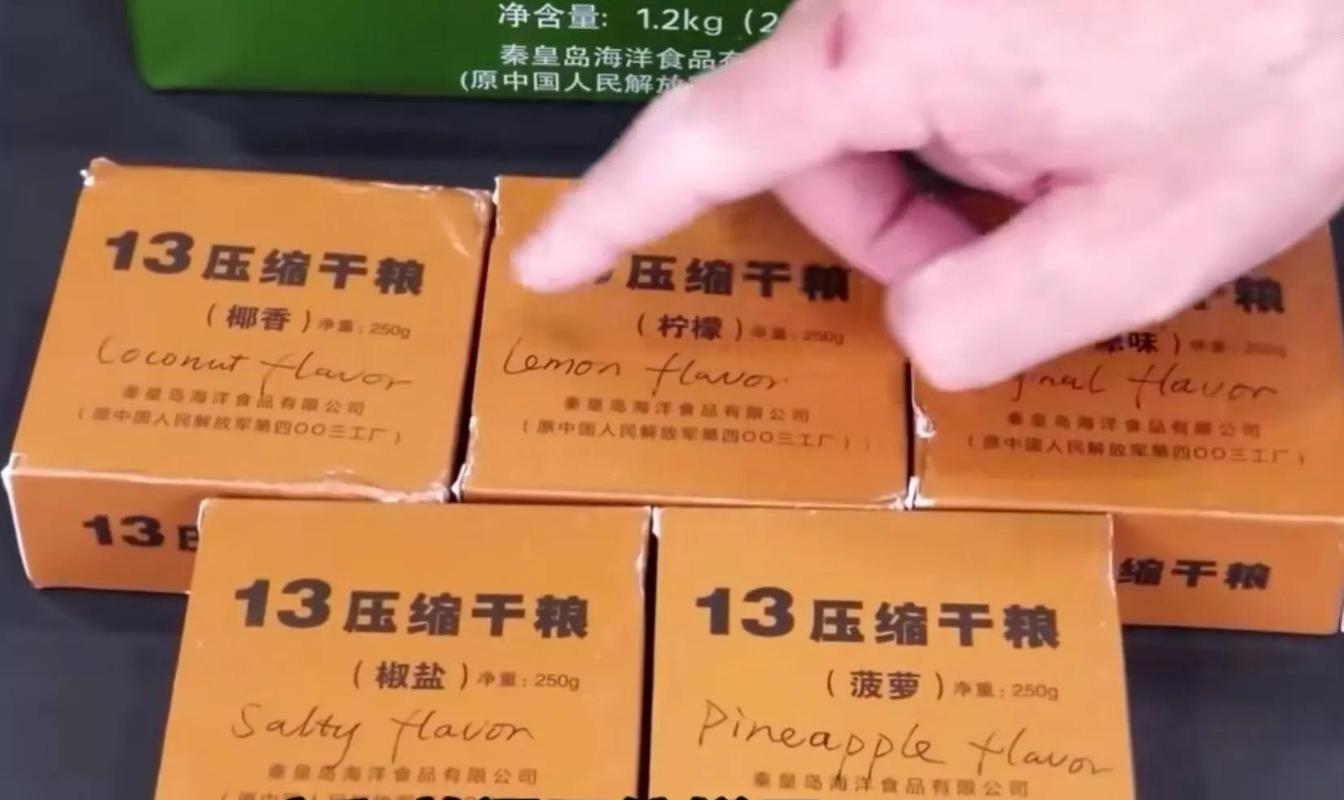 净含量: 1.2kg (2
秦皇岛海洋食品有
(原中国人民解放
13压缩干粮
(椰香)净重:250g
Coconut flavor
秦皇岛海洋食品有限公司
(原中国人民解放军第四OO三工厂)
13
压缩干粮
(柠檬)净重:250g
Lemon flavor
秦皇岛海洋食品有限公司
(原中国人民解放军第四OO三工厂)
干粮
味)净重:250g
ginal flavor
秦皇岛海洋食品有限公司
(原中国人民解放军第四OO三工厂)
缩干粮
13压缩干粮
(椒盐)净重:250g
Salty flavor
秦皇岛海洋食品有限公司
13压缩干粮
(菠萝)净重:250g
Pineapple flavor
秦皇岛海洋食品有限公司